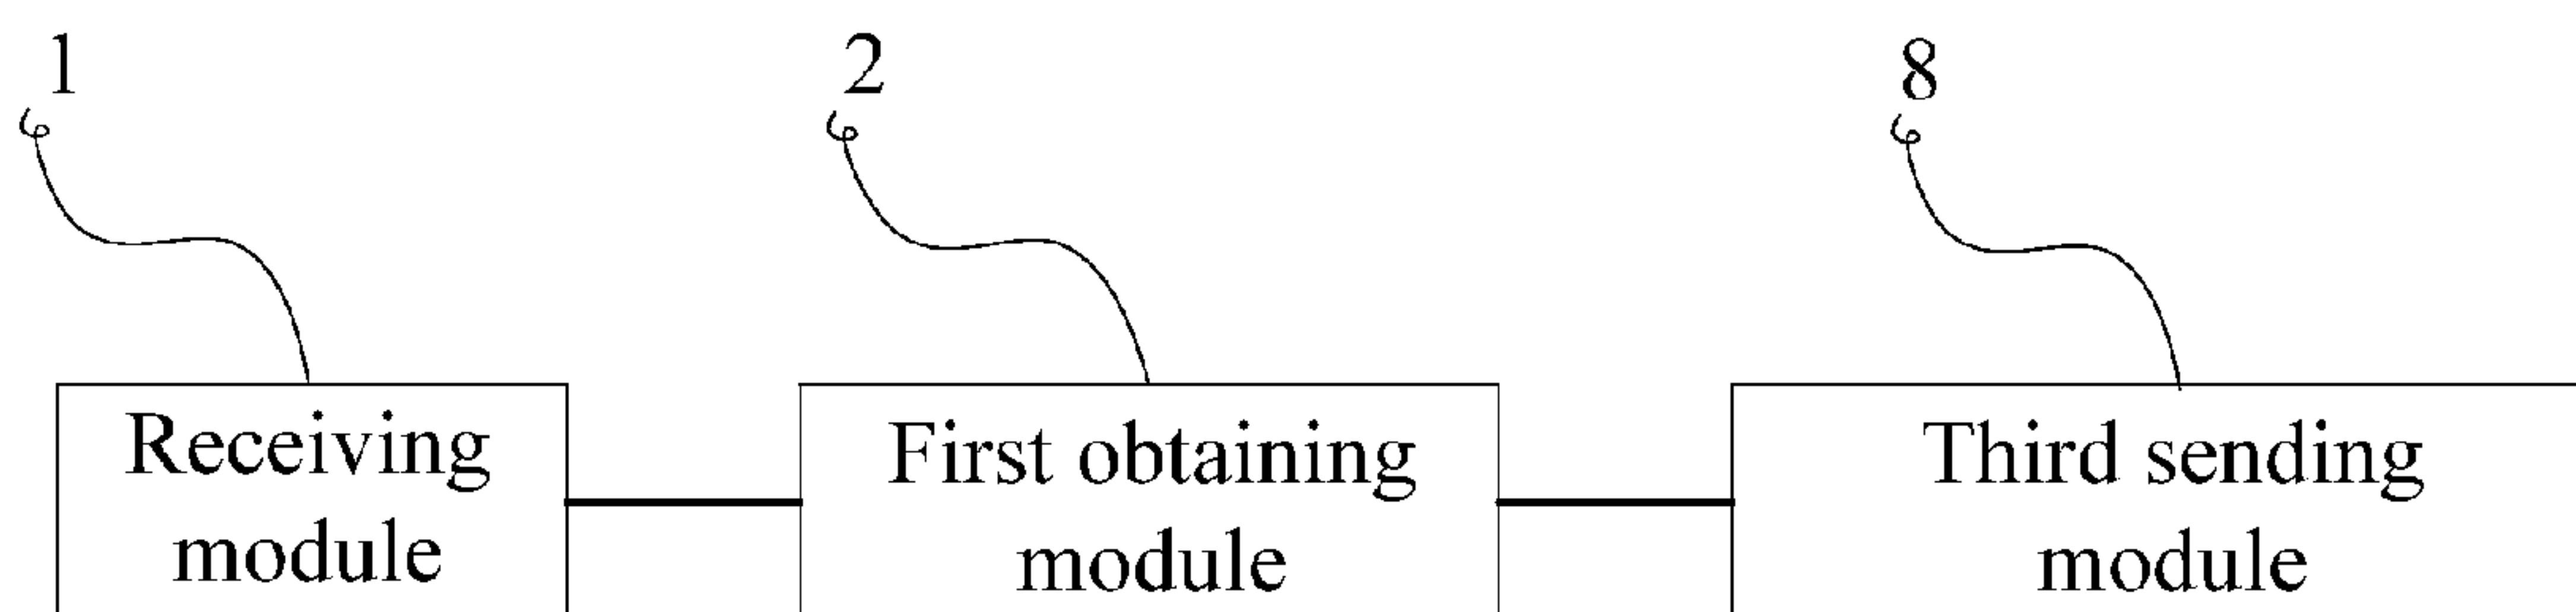 1
2
8
Receiving
module
First obtaining
module
Third sending
module